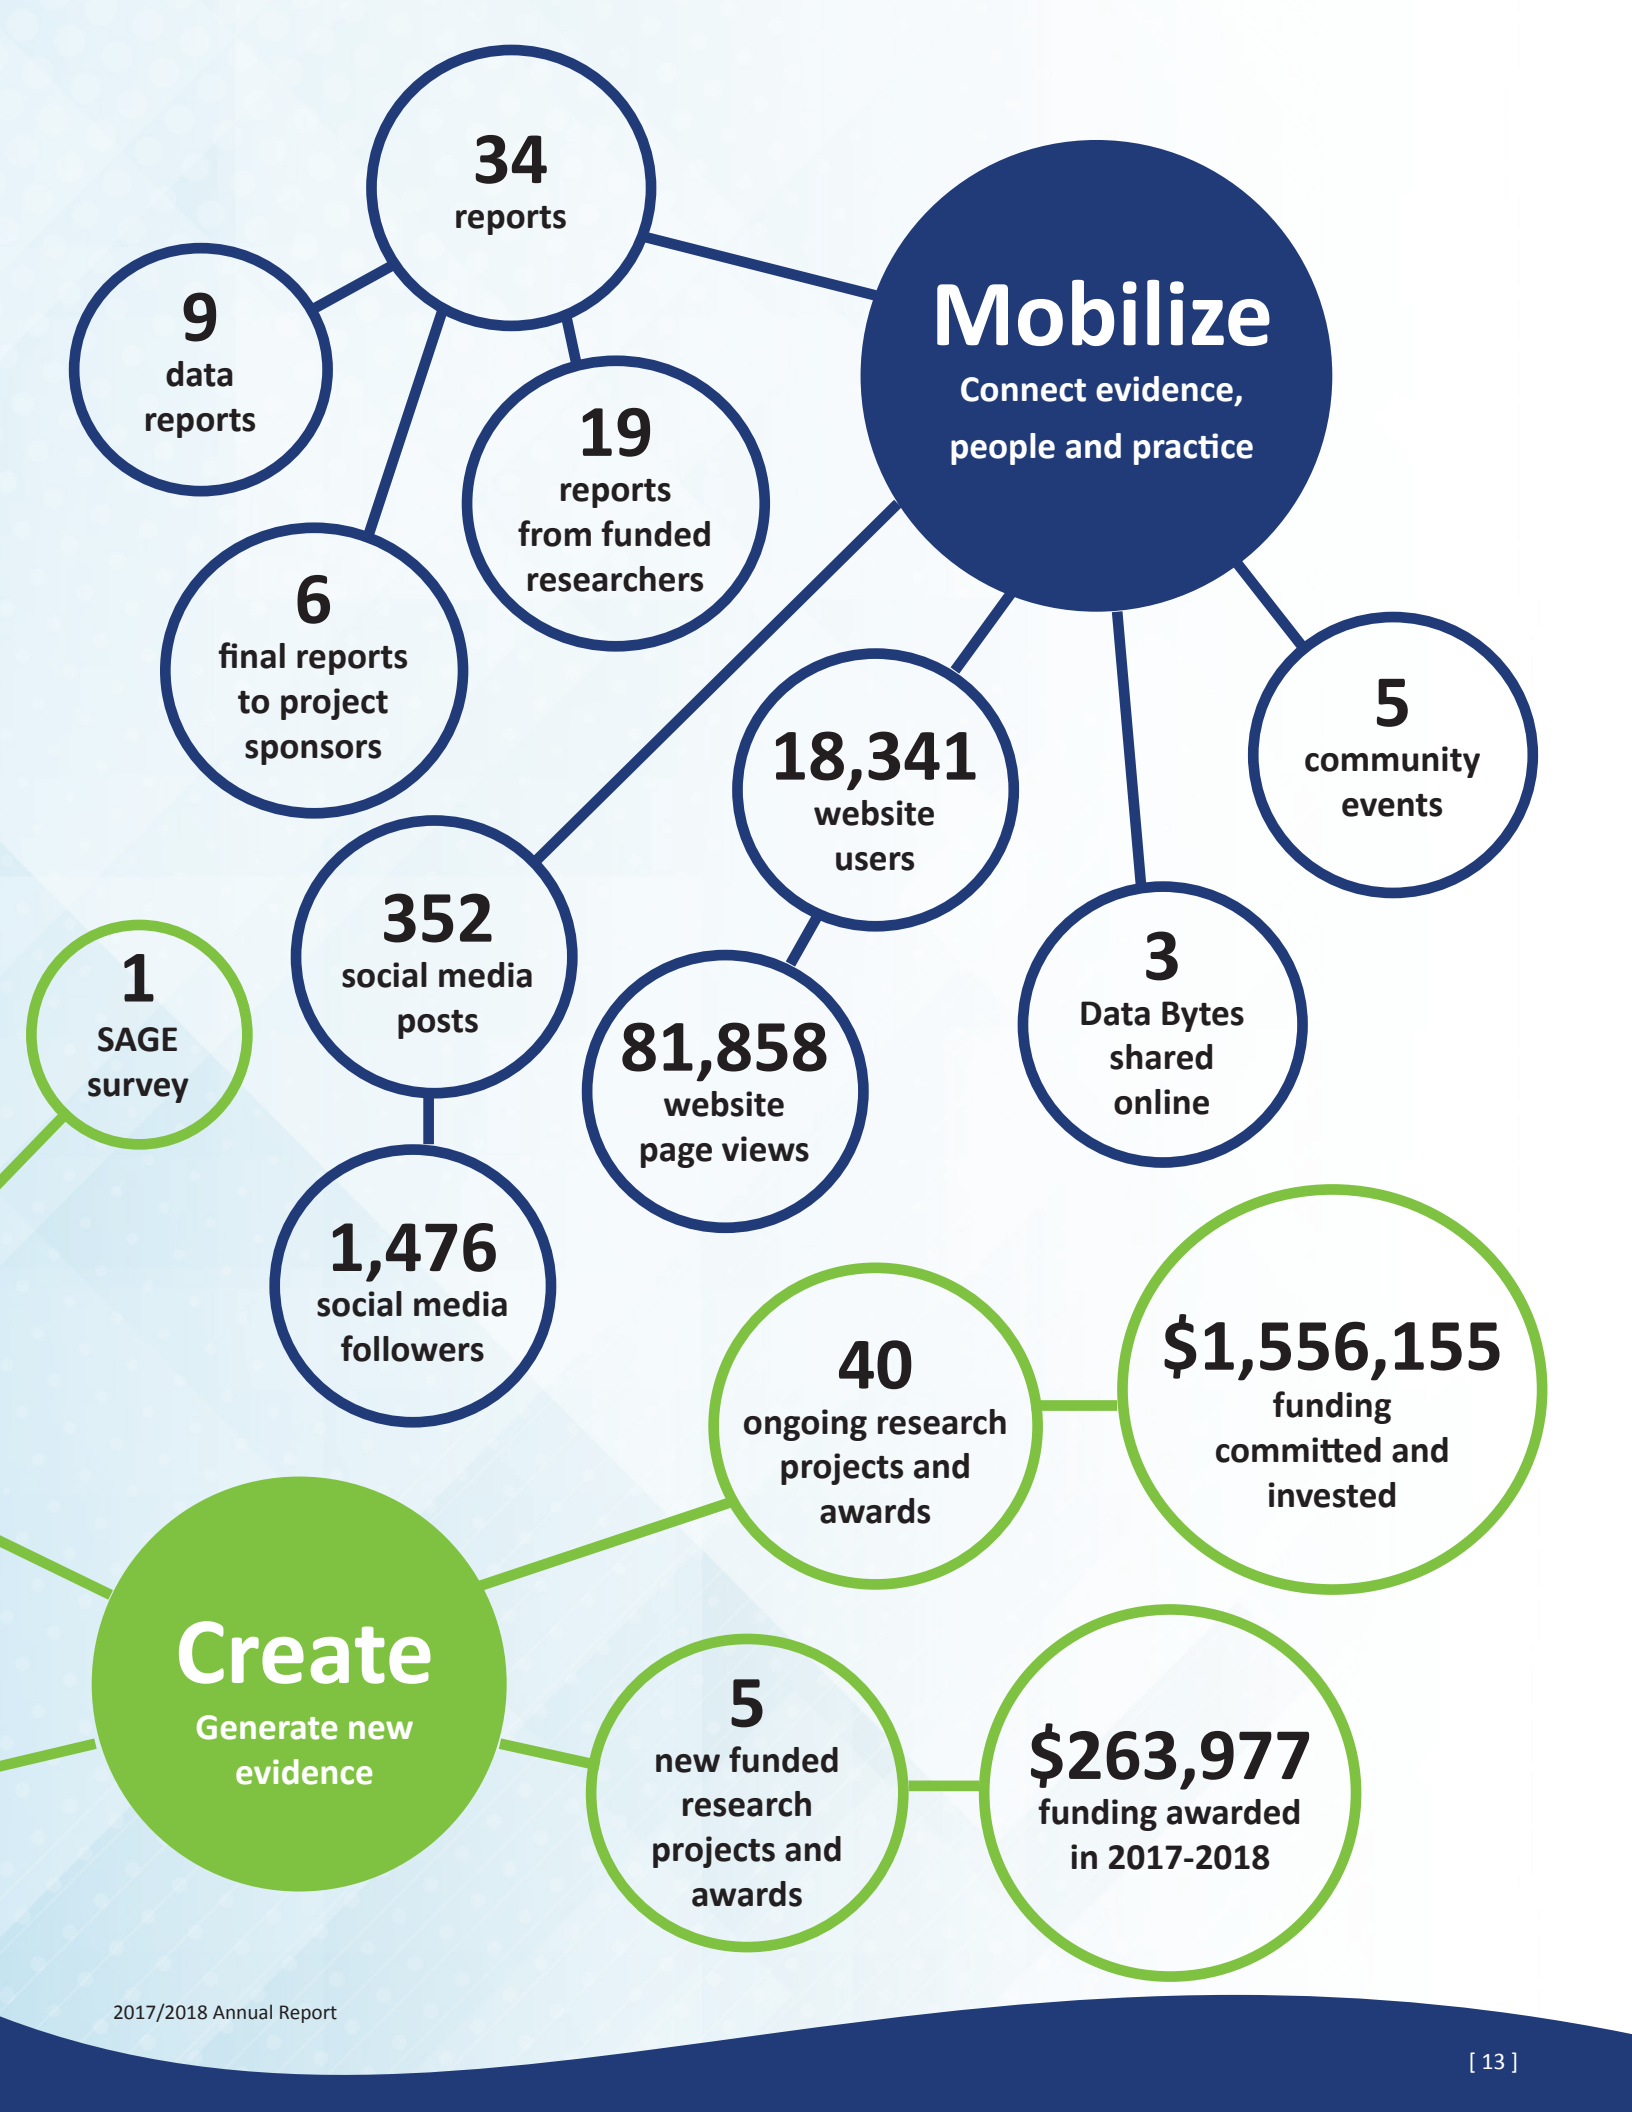 34
reports
9
data
reports
19
reports
from funded
researchers
6
final reports
to project
sponsors
Mobilize
Connect evidence,
people and practice
5
community
events
18,341
website
users
352
social media
posts
3
Data Bytes
shared
online
1
SAGE
survey
81,858
website
page views
1,476
social media
followers
40
ongoing research
projects and
awards
$1,556,155
funding
committed and
invested
Create
Generate new
evidence
5
new funded
research
projects and
awards
$263,977
funding awarded
in 2017-2018
2017/2018 Annual Report
[ 13 ]